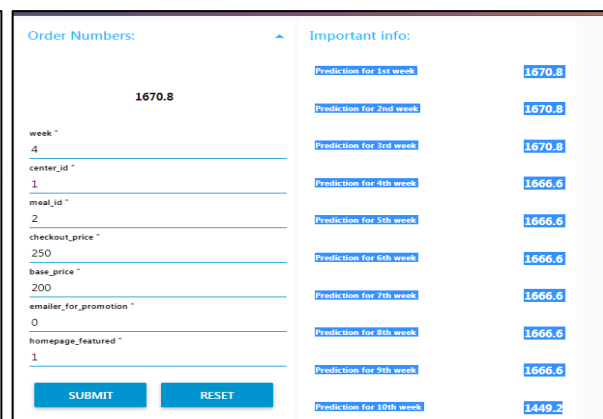 Order Numbers:
1670.8
week *
4
center_id *
1
meal_id *
2
checkout_price *
250
base_price *
200
emailer_for_promotion *
0
homepage_featured *
1
SUBMIT RESET
Important info:
Prediction for 1st week 1670.8
Prediction for 2nd week 1670.8
Prediction for 3rd week 1670.8
Prediction for 4th week 1666.6
Prediction for 5th week 1666.6
Prediction for 6th week 1666.6
Prediction for 7th week 1666.6
Prediction for 8th week 1666.6
Prediction for 9th week 1666.6
Prediction for 10th week 1449.2